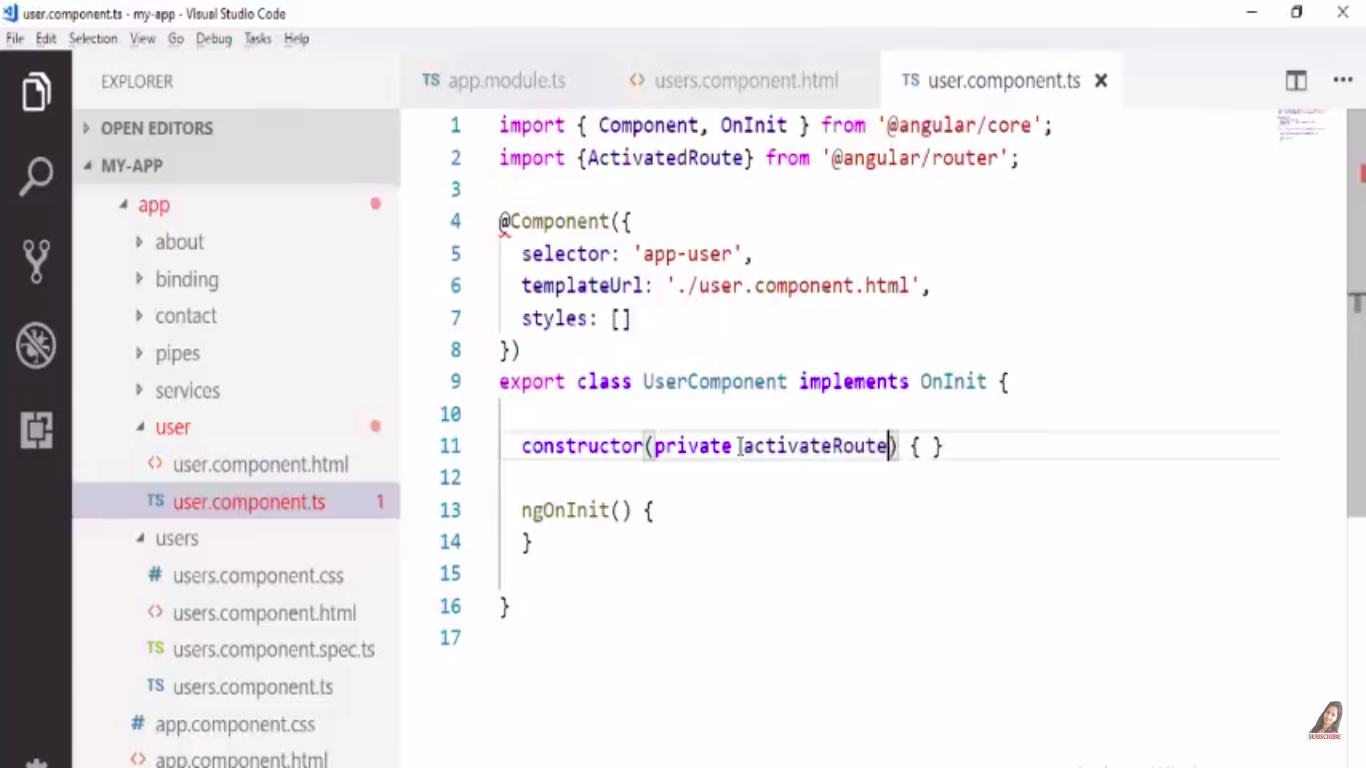 user.component.ts - my-app - Visual Studio Code
File Edit Selection View Go Debug Tasks Help
EXPLORER
OPEN EDITORS
MY-APP
app
about
binding
contact
pipes
services
user
<> user.component.html
TS user.component.ts 1
users
# users.component.css
<> users.component.html
TS users.component.spec.ts
TS users.component.ts
# app.component.css
<> app.component.html
TS app.module.ts <> users.component.html TS user.component.ts
1 import { Component, OnInit } from '@angular/core';
2 import {ActivatedRoute} from '@angular/router';
3
4 @Component({
5 selector: 'app-user',
6 templateUrl: './user.component.html',
7 styles: []
8 })
9 export class UserComponent implements OnInit {
10
11 constructor(private activateRoute) { }
12
13 ngOnInit() {
14 }
15
16 }
17
SUBSCRIBE